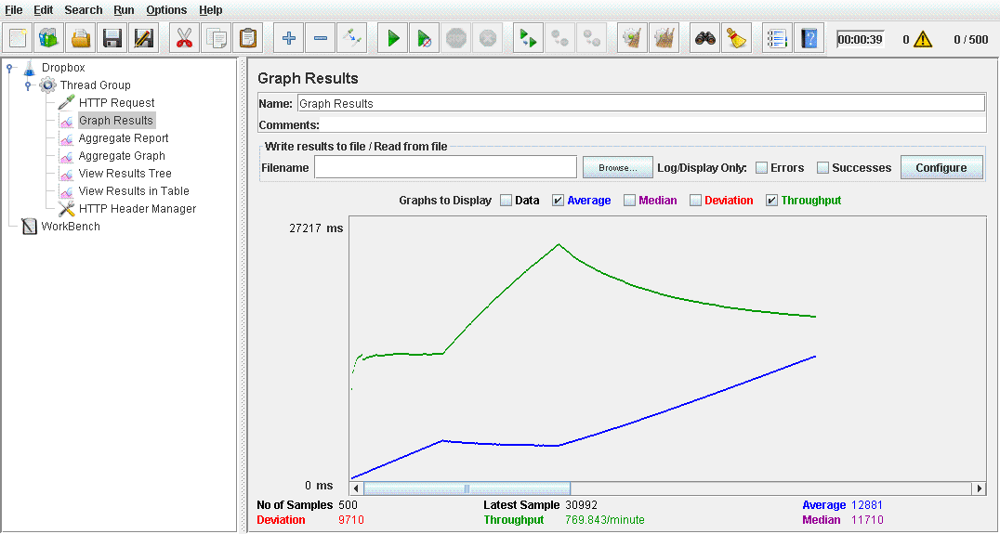 File Edit Search Run Options Help
00:00:39 0 0 / 500
Dropbox
Thread Group
HTTP Request
Graph Results
Aggregate Report
Aggregate Graph
View Results Tree
View Results in Table
HTTP Header Manager
WorkBench
Graph Results
Name: Graph Results
Comments:
Write results to file / Read from file
Filename Browse... Log/Display Only: Errors Successes Configure
Graphs to Display Data Average Median Deviation Throughput
27217 ms
0 ms
No of Samples 500 Latest Sample 30992 Average 12881
Deviation 9710 Throughput 769.843/minute Median 11710